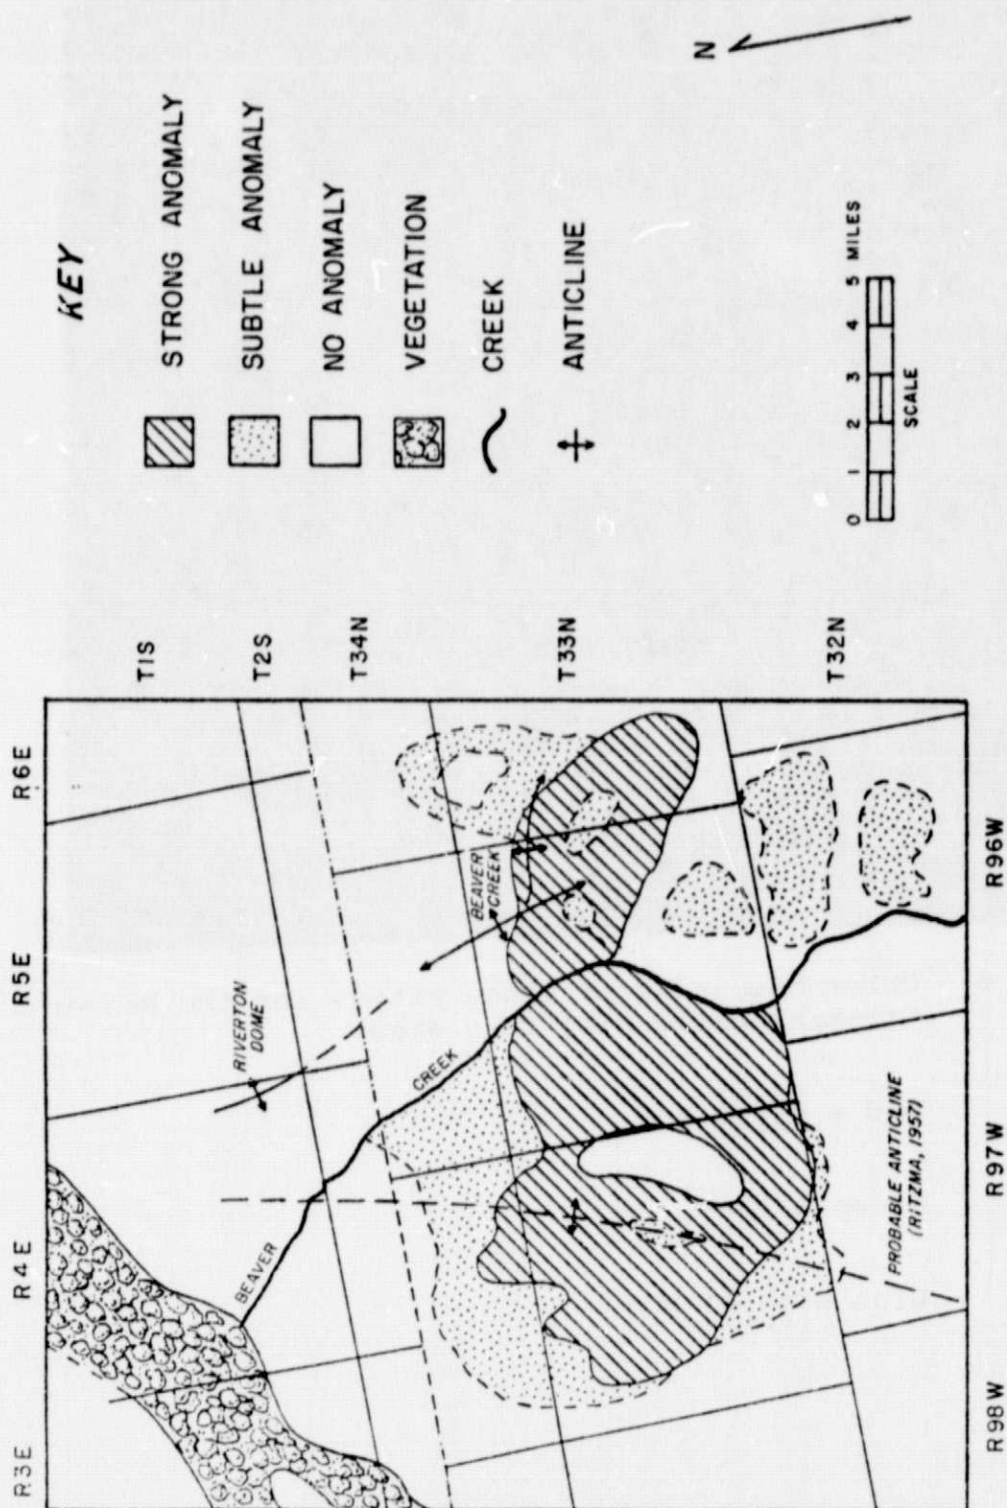 KEY
STRONG ANOMALY
SUBTLE ANOMALY
NO ANOMALY
VEGETATION
CREEK
ANTICLINE
N
0 1 2 3 4 5 MILES
SCALE
R3E R4E R5E R6E
T1S
T2S
T34N
T33N
T32N
R98W R97W R96W
RIVERTON
DOME
BEAVER
CREEK
BEAVER
CREEK
PROBABLE ANTICLINE
(RITZMA, 1957)